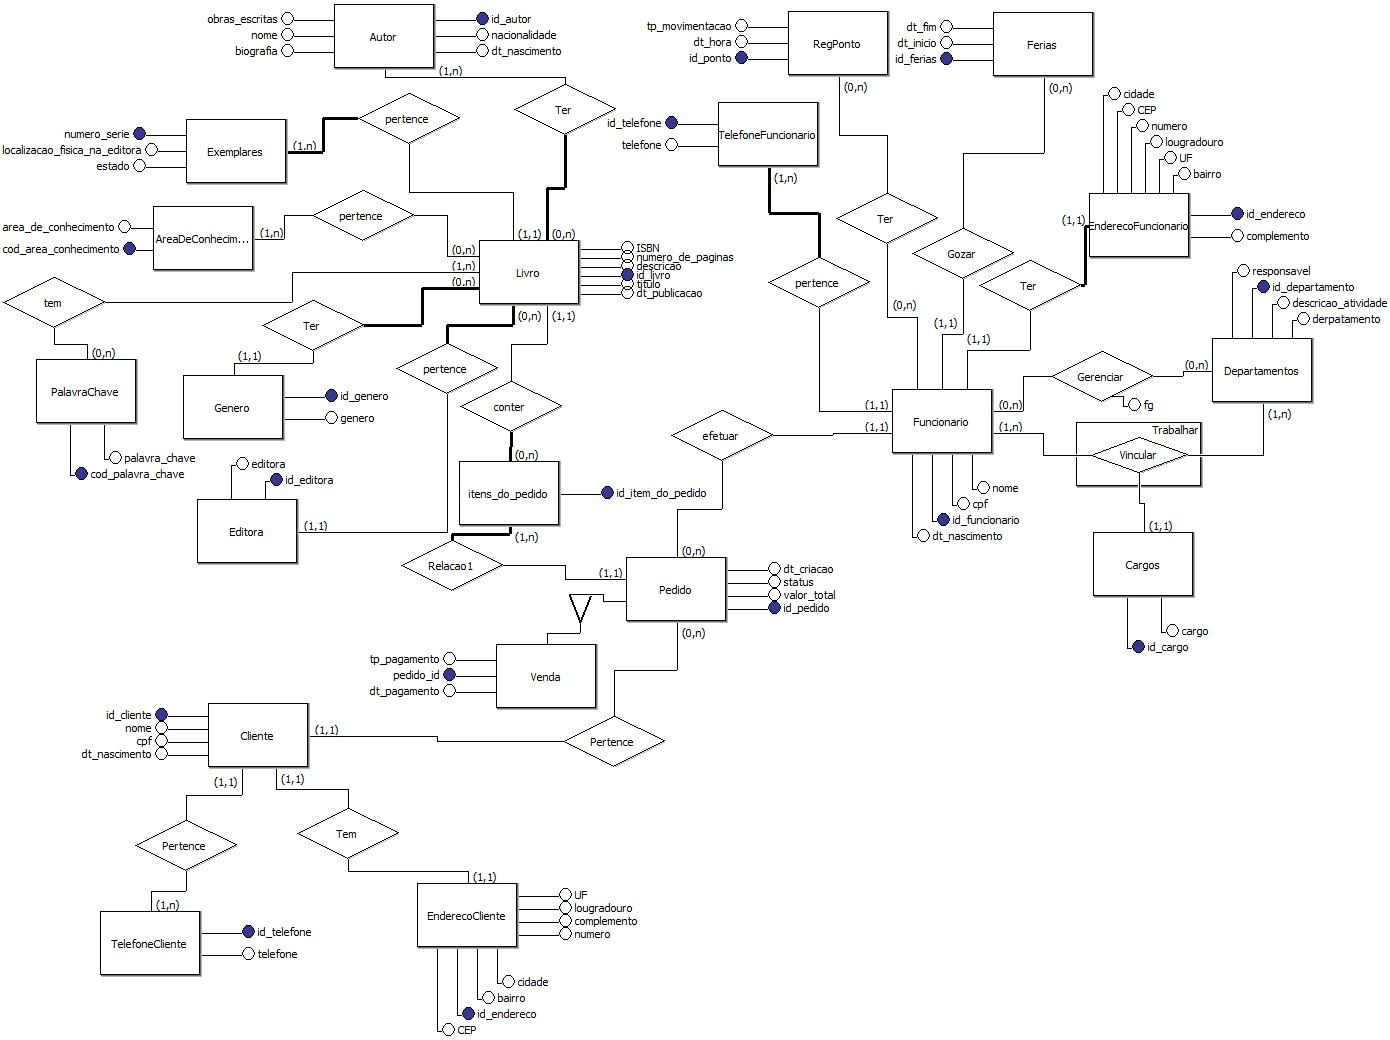 obras_escritas
nome
biografia
Autor
id_autor
nacionalidade
dt_nascimento
(1,n)
tp_movimentacao
dt_hora
id_ponto
RegPonto
(0,n)
dt_fim
dt_inicio
id_ferias
Ferias
(0,n)
cidade
CEP
numero
lougradouro
UF
bairro
numero_serie
localizacao_fisica_na_editora
estado
Exemplares
(1,n)
pertence
Ter
id_telefone
telefone
TelefoneFuncionario
(1,n)
area_de_conhecimento
cod_area_conhecimento
AreaDeConhecim...
(1,n)
pertence
Ter
Gozar
(1,1)
EnderecoFuncionario
id_endereco
complemento
(1,1)
(0,n)
(0,n)
(1,n)
(0,n)
Livro
ISBN
numero_de_paginas
descricao
id_livro
titulo
dt_publicacao
(0,n)
(1,1)
pertence
Ter
(0,n)
(1,1)
(1,1)
responsavel
id_departamento
descricao_atividade
derpatamento
tem
(0,n)
PalavraChave
palavra_chave
cod_palavra_chave
Ter
(1,1)
Genero
id_genero
genero
pertence
conter
(0,n)
Gerenciar
fg
(0,n)
Departamentos
(1,n)
efetuar
(1,1)
(1,1)
Funcionario
(0,n)
(1,n)
Trabalhar
Vincular
nome
cpf
id_funcionario
dt_nascimento
editora
id_editora
Editora
(1,1)
itens_do_pedido
id_item_do_pedido
(1,n)
(1,1)
Cargos
cargo
id_cargo
Relacao1
(1,1)
(0,n)
Pedido
dt_criacao
status
valor_total
id_pedido
(0,n)
tp_pagamento
pedido_id
dt_pagamento
Venda
id_cliente
nome
cpf
dt_nascimento
Cliente
(1,1)
Pertence
(1,1)
(1,1)
Pertence
Tem
(1,n)
TelefoneCliente
id_telefone
telefone
(1,1)
EnderecoCliente
UF
lougradouro
complemento
numero
cidade
bairro
id_endereco
CEP